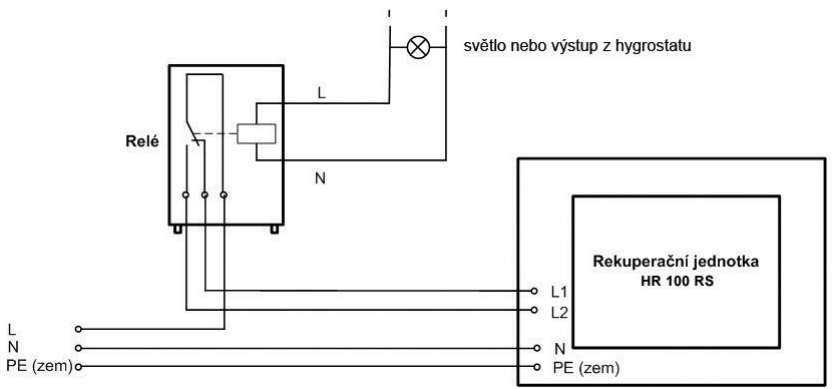 světlo nebo výstup z hygrostatu
L
Relé
N
Rekuperační jednotka
HR 100 RS
L1
L2
L
N
PE (zem)
N
PE (zem)